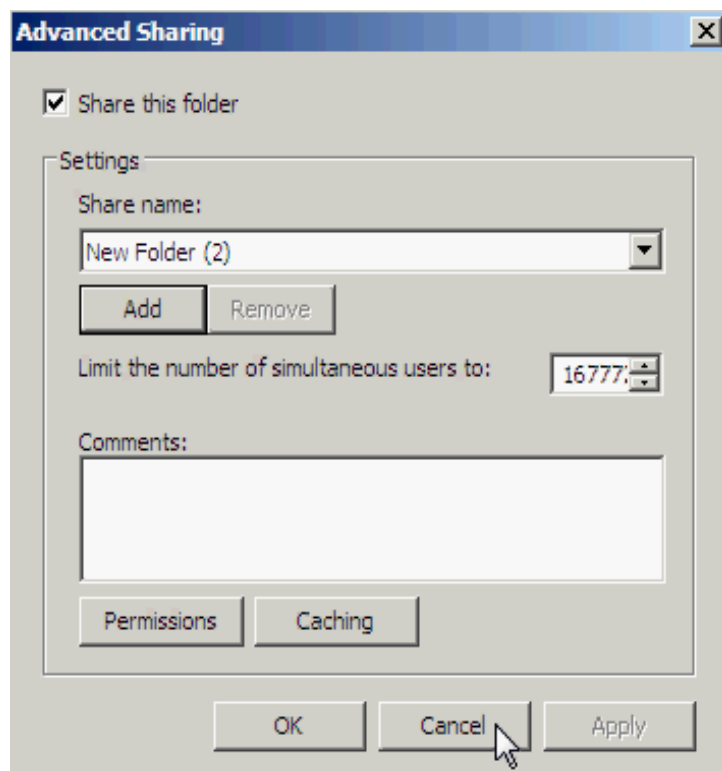 Advanced Sharing
Share this folder
Settings
Share name:
New Folder (2)
Add Remove
Limit the number of simultaneous users to:
Comments:
Permissions Caching
OK Cancel Apply